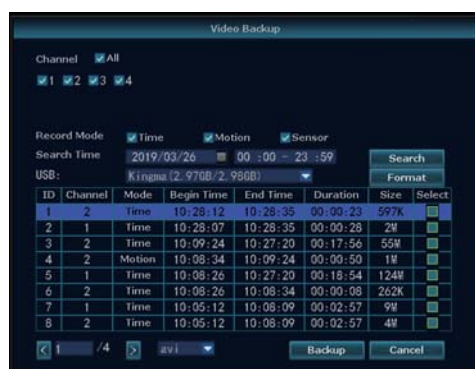 Video Backup
Channel All
1 2 3 4
Record Mode Time Motion Sensor
Search Time 2019/03/26 00 :00 - 23 :59 Search
USB: Kingma(2.97GB/2.98GB) Format
ID Channel Mode Begin Time End Time Duration Size Select
1 2 Time 10:28:12 10:28:35 00:00:23 597K
2 1 Time 10:28:07 10:28:35 00:00:28 2M
3 2 Time 10:09:24 10:27:20 00:17:56 55M
4 2 Motion 10:08:34 10:09:24 00:00:50 1M
5 1 Time 10:08:26 10:27:20 00:18:54 124M
6 2 Time 10:08:26 10:08:34 00:00:08 262K
7 1 Time 10:05:12 10:08:09 00:02:57 9M
8 2 Time 10:05:12 10:08:09 00:02:57 4M
< 1 /4 > avi Backup Cancel